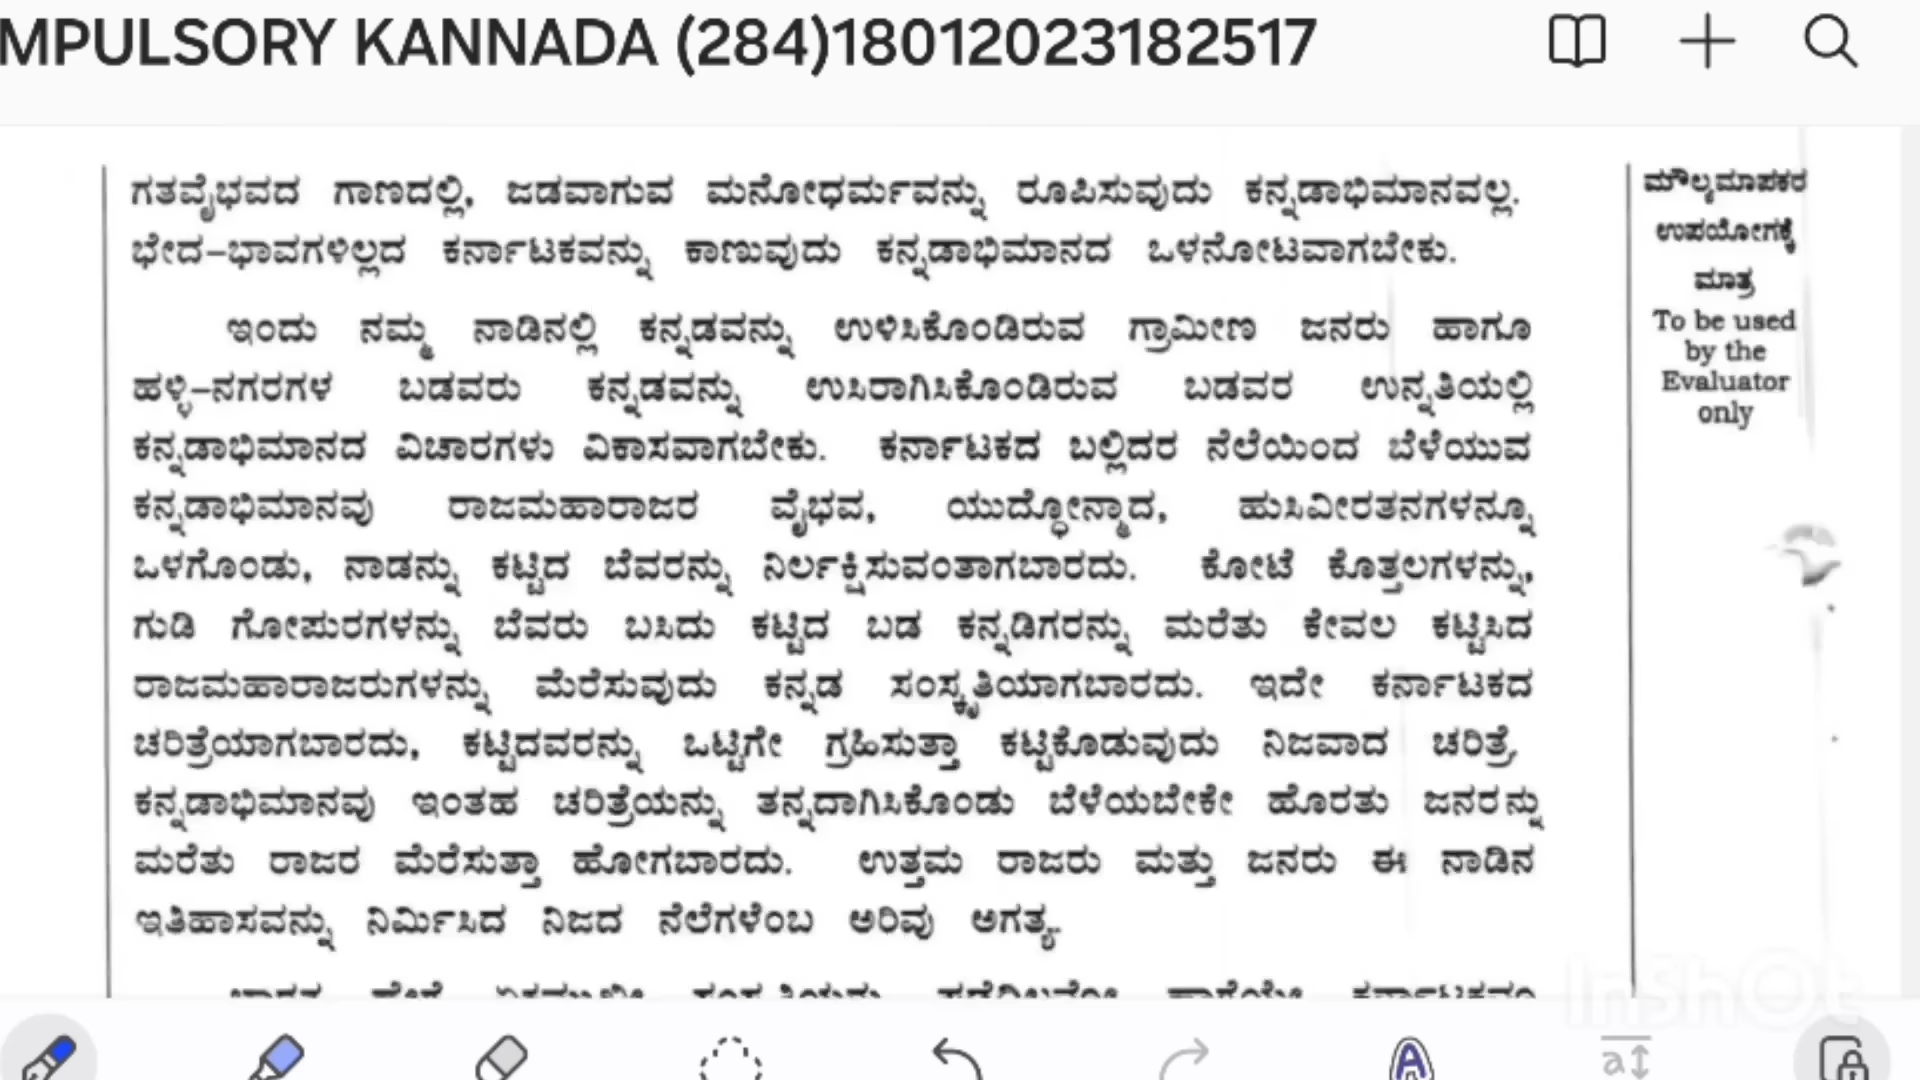 MPULSORY KANNADA (284)18012023182517
ಗತವೈಭವದ ಗಾಣದಲ್ಲಿ, ಜಡವಾಗುವ ಮನೋಧರ್ಮವನ್ನು ರೂಪಿಸುವುದು ಕನ್ನಡಾಭಿಮಾನವಲ್ಲ.
ಭೇದ-ಭಾವಗಳಿಲ್ಲದ ಕರ್ನಾಟಕವನ್ನು ಕಾಣುವುದು ಕನ್ನಡಾಭಿಮಾನದ ಒಳನೋಟವಾಗಬೇಕು.
ಇಂದು ನಮ್ಮ ನಾಡಿನಲ್ಲಿ ಕನ್ನಡವನ್ನು ಉಳಿಸಿಕೊಂಡಿರುವ ಗ್ರಾಮೀಣ ಜನರು ಹಾಗೂ
ಹಳ್ಳಿ-ನಗರಗಳ ಬಡವರು ಕನ್ನಡವನ್ನು ಉಸಿರಾಗಿಸಿಕೊಂಡಿರುವ ಬಡವರ ಉನ್ನತಿಯಲ್ಲಿ
ಕನ್ನಡಾಭಿಮಾನದ ವಿಚಾರಗಳು ವಿಕಾಸವಾಗಬೇಕು. ಕರ್ನಾಟಕದ ಬಲ್ಲಿದರ ನೆಲೆಯಿಂದ ಬೆಳೆಯುವ
ಕನ್ನಡಾಭಿಮಾನವು ರಾಜಮಹಾರಾಜರ ವೈಭವ, ಯುದ್ಧೋನ್ಮಾದ, ಹುಸಿವೀರತನಗಳನ್ನೂ
ಒಳಗೊಂಡು, ನಾಡನ್ನು ಕಟ್ಟಿದ ಬೆವರನ್ನು ನಿರ್ಲಕ್ಷಿಸುವಂತಾಗಬಾರದು. ಕೋಟೆ ಕೊತ್ತಲಗಳನ್ನು,
ಗುಡಿ ಗೋಪುರಗಳನ್ನು ಬೆವರು ಬಸಿದು ಕಟ್ಟಿದ ಬಡ ಕನ್ನಡಿಗರನ್ನು ಮರೆತು ಕೇವಲ ಕಟ್ಟಿಸಿದ
ರಾಜಮಹಾರಾಜರುಗಳನ್ನು ಮೆರೆಸುವುದು ಕನ್ನಡ ಸಂಸ್ಕೃತಿಯಾಗಬಾರದು. ಇದೇ ಕರ್ನಾಟಕದ
ಚರಿತ್ರೆಯಾಗಬಾರದು, ಕಟ್ಟಿದವರನ್ನು ಒಟ್ಟಿಗೇ ಗ್ರಹಿಸುತ್ತಾ ಕಟ್ಟಿಕೊಡುವುದು ನಿಜವಾದ ಚರಿತ್ರೆ.
ಕನ್ನಡಾಭಿಮಾನವು ಇಂತಹ ಚರಿತ್ರೆಯನ್ನು ತನ್ನದಾಗಿಸಿಕೊಂಡು ಬೆಳೆಯಬೇಕೇ ಹೊರತು ಜನರನ್ನು
ಮರೆತು ರಾಜರ ಮೆರೆಸುತ್ತಾ ಹೋಗಬಾರದು. ಉತ್ತಮ ರಾಜರು ಮತ್ತು ಜನರು ಈ ನಾಡಿನ
ಇತಿಹಾಸವನ್ನು ನಿರ್ಮಿಸಿದ ನಿಜದ ನೆಲೆಗಳೆಂಬ ಅರಿವು ಅಗತ್ಯ.
ಮೌಲ್ಯಮಾಪಕರ
ಉಪಯೋಗಕ್ಕೆ
ಮಾತ್ರ
To be used
by the
Evaluator
only
InShOt